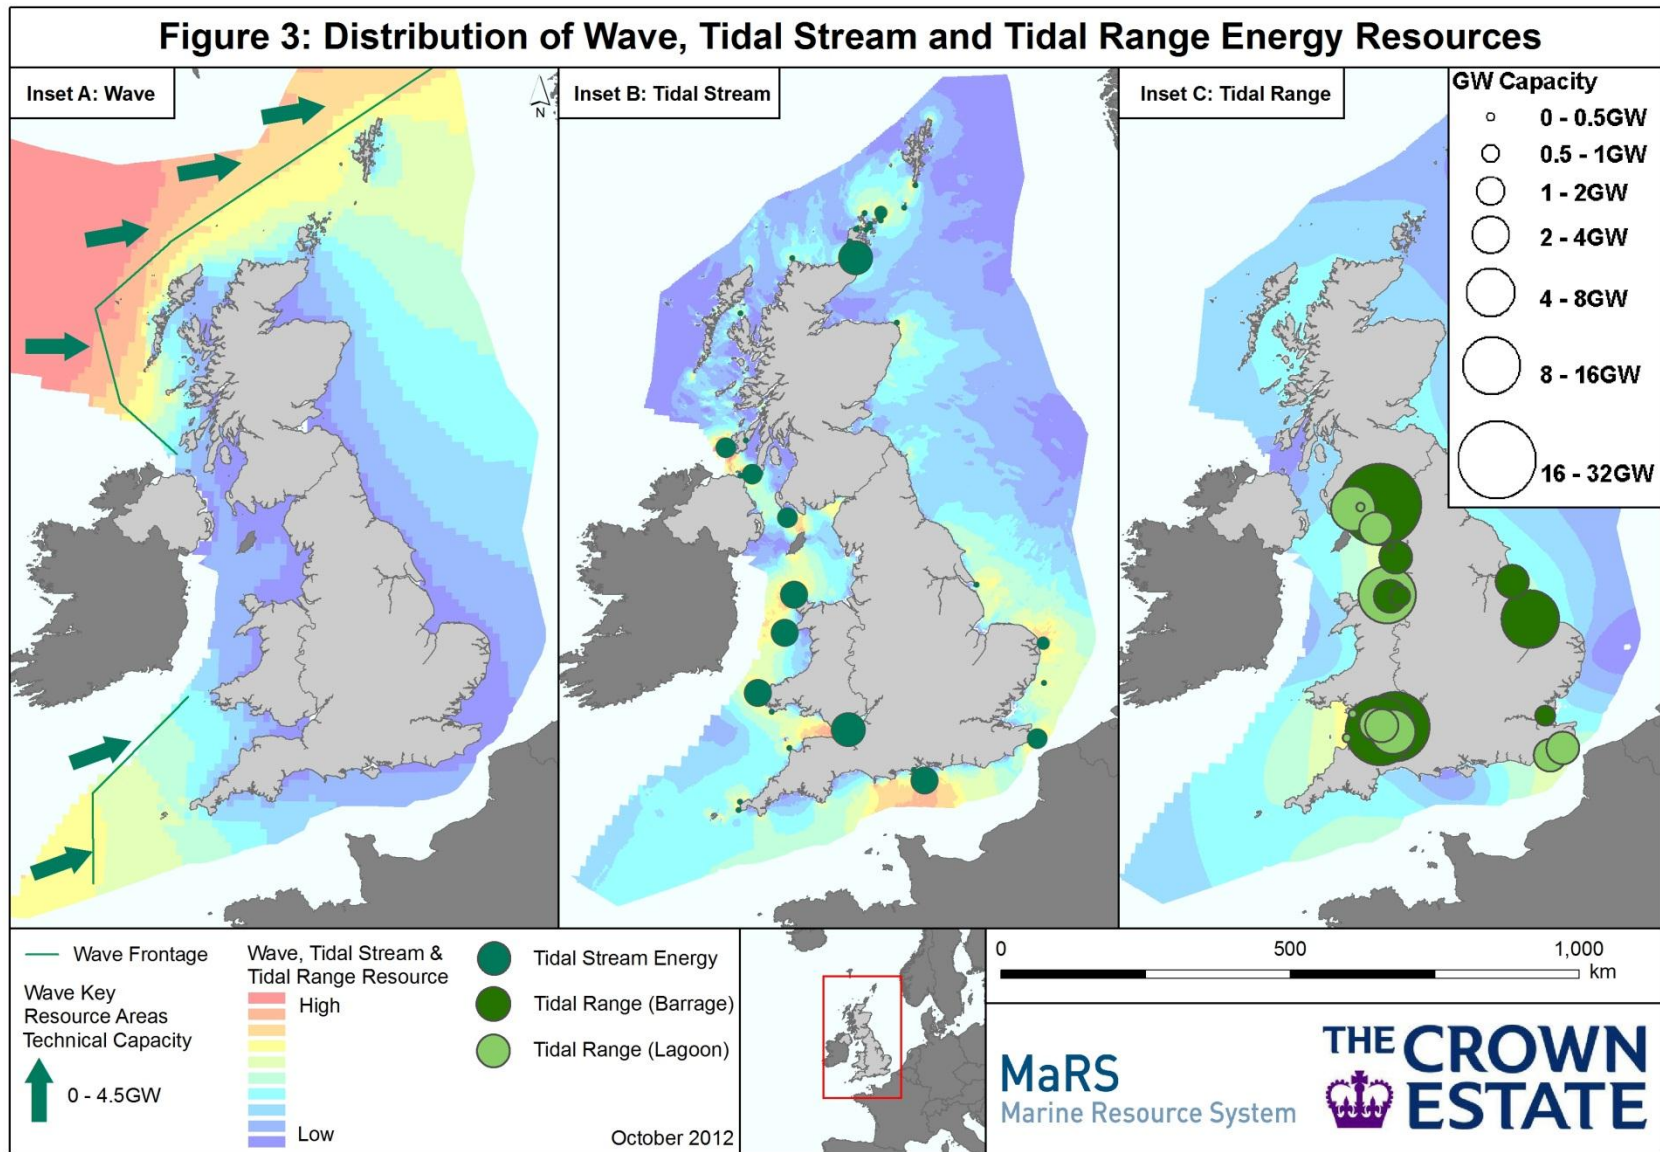 Figure 3: Distribution of Wave, Tidal Stream and Tidal Range Energy Resources
Inset A: Wave
N
Inset B: Tidal Stream
Inset C: Tidal Range
GW Capacity
0 - 0.5GW
0.5 - 1GW
1 - 2GW
2 - 4GW
4 - 8GW
8 - 16GW
16 - 32GW
Wave Frontage
Wave Key
Resource Areas
Technical Capacity
0 - 4.5GW
Wave, Tidal Stream &
Tidal Range Resource
High
Low
Tidal Stream Energy
Tidal Range (Barrage)
Tidal Range (Lagoon)
October 2012
0 500 1,000
km
MaRS
Marine Resource System
THE CROWN
ESTATE